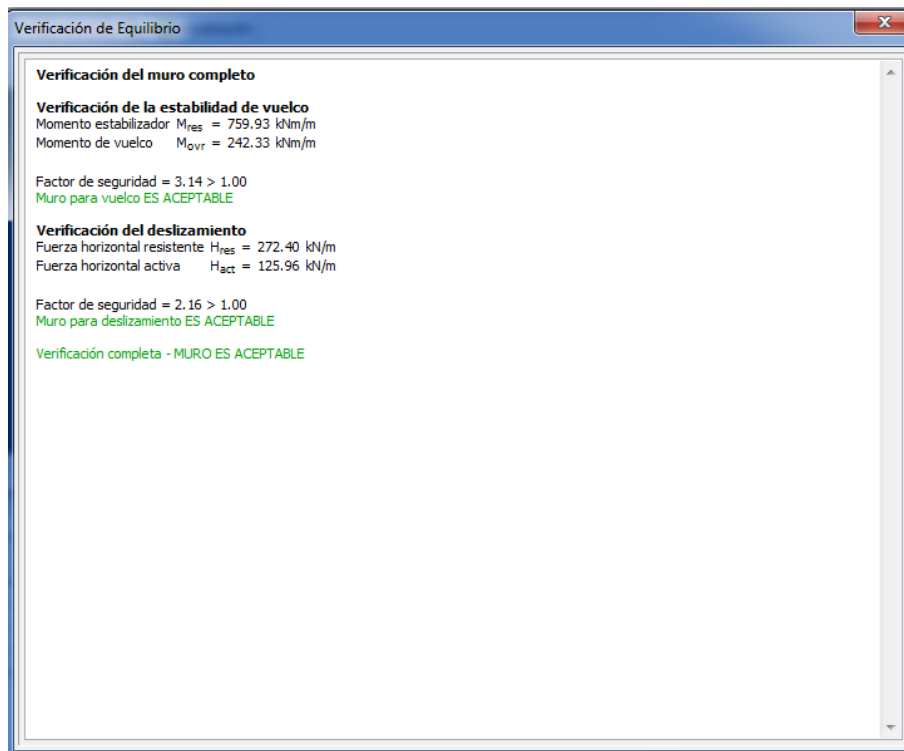 Verificación de Equilibrio
Verificación del muro completo
Verificación de la estabilidad de vuelco
Momento estabilizador Mres = 759.93 kNm/m
Momento de vuelco Movr = 242.33 kNm/m
Factor de seguridad = 3.14 > 1.00
Muro para vuelco ES ACEPTABLE
Verificación del deslizamiento
Fuerza horizontal resistente Hres = 272.40 kN/m
Fuerza horizontal activa Hact = 125.96 kN/m
Factor de seguridad = 2.16 > 1.00
Muro para deslizamiento ES ACEPTABLE
Verificación completa - MURO ES ACEPTABLE